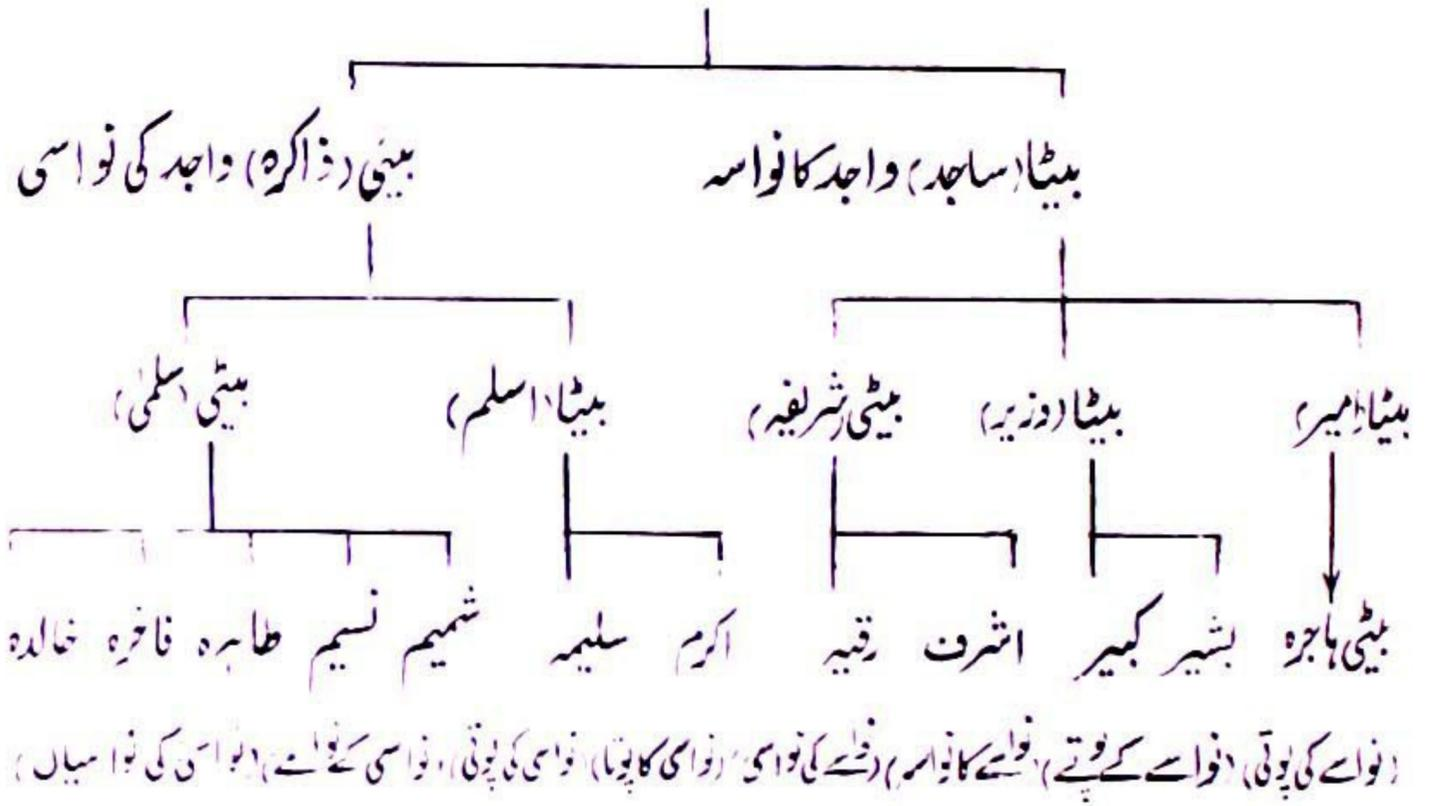 بیٹا (ساجد) واجد کا نواسہ بیٹی (ذاکرہ) واجد کی نواسی
بیٹا (امیر) بیٹا (وزیر) بیٹی (شریفہ) بیٹا (اسلم) بیٹی (سلمیٰ)
بیٹی ہاجرہ بشیر کبیر اشرف رقیہ اکرم سلیمہ شمیم نسیم طاہرہ فاخرہ خالدہ
(نواسے کی پوتی) (نواسے کے پوتے) (نواسے کا نواسہ) (نواسے کی نواسی) (نواسی کا پوتا) (نواسی کی پوتی) (نواسی کے نواسے) (نواسی کی نواسیاں)